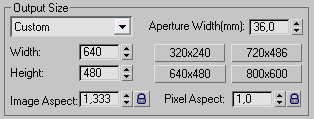 Output Size
Custom Aperture Width(mm): 36,0
Width: 640 320x240 720x486
Height: 480 640x480 800x600
Image Aspect: 1,333 Pixel Aspect: 1,0